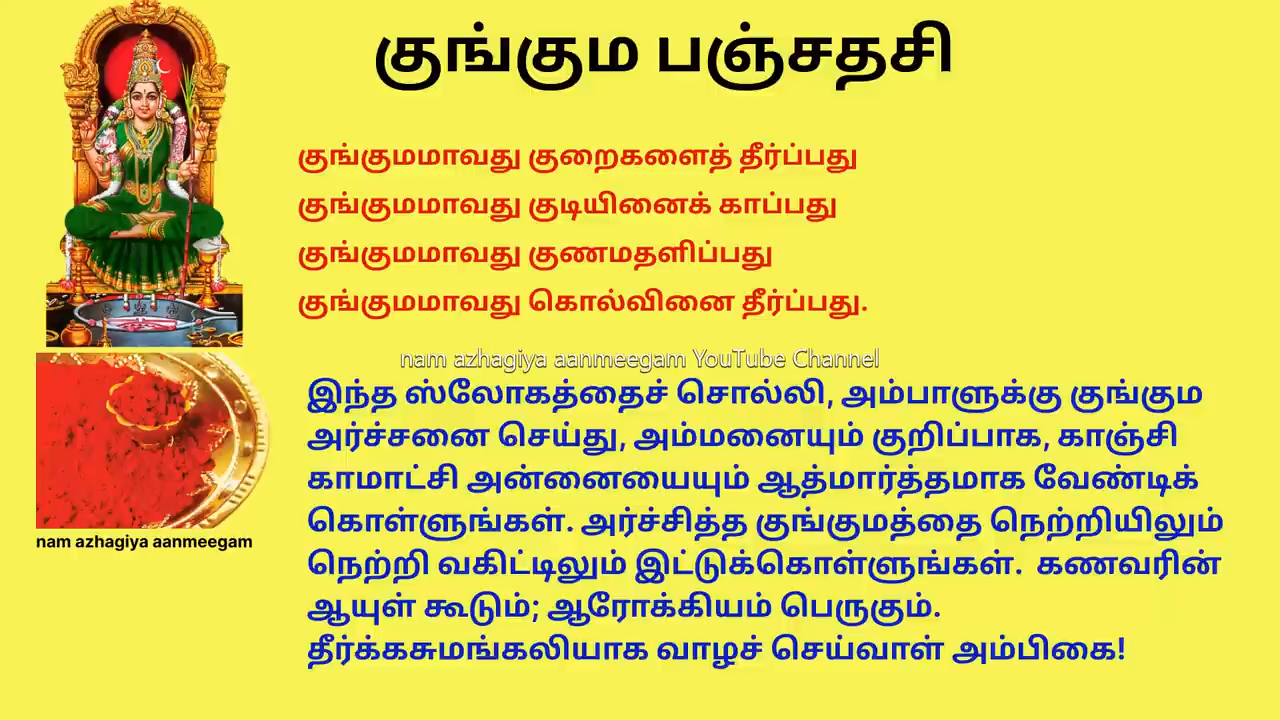 குங்கும பஞ்சதசி
குங்குமமாவது குறைகளைத் தீர்ப்பது
குங்குமமாவது குடியினைக் காப்பது
குங்குமமாவது குணமதளிப்பது
குங்குமமாவது கொல்வினை தீர்ப்பது.
nam azhagiya aanmeegam YouTube Channel
இந்த ஸ்லோகத்தைச் சொல்லி, அம்பாளுக்கு குங்கும
அர்ச்சனை செய்து, அம்மனையும் குறிப்பாக, காஞ்சி
காமாட்சி அன்னையையும் ஆத்மார்த்தமாக வேண்டிக்
கொள்ளுங்கள். அர்ச்சித்த குங்குமத்தை நெற்றியிலும்
நெற்றி வகிட்டிலும் இட்டுக்கொள்ளுங்கள். கணவரின்
ஆயுள் கூடும்; ஆரோக்கியம் பெருகும்.
தீர்க்கசுமங்கலியாக வாழச் செய்வாள் அம்பிகை!
nam azhagiya aanmeegam